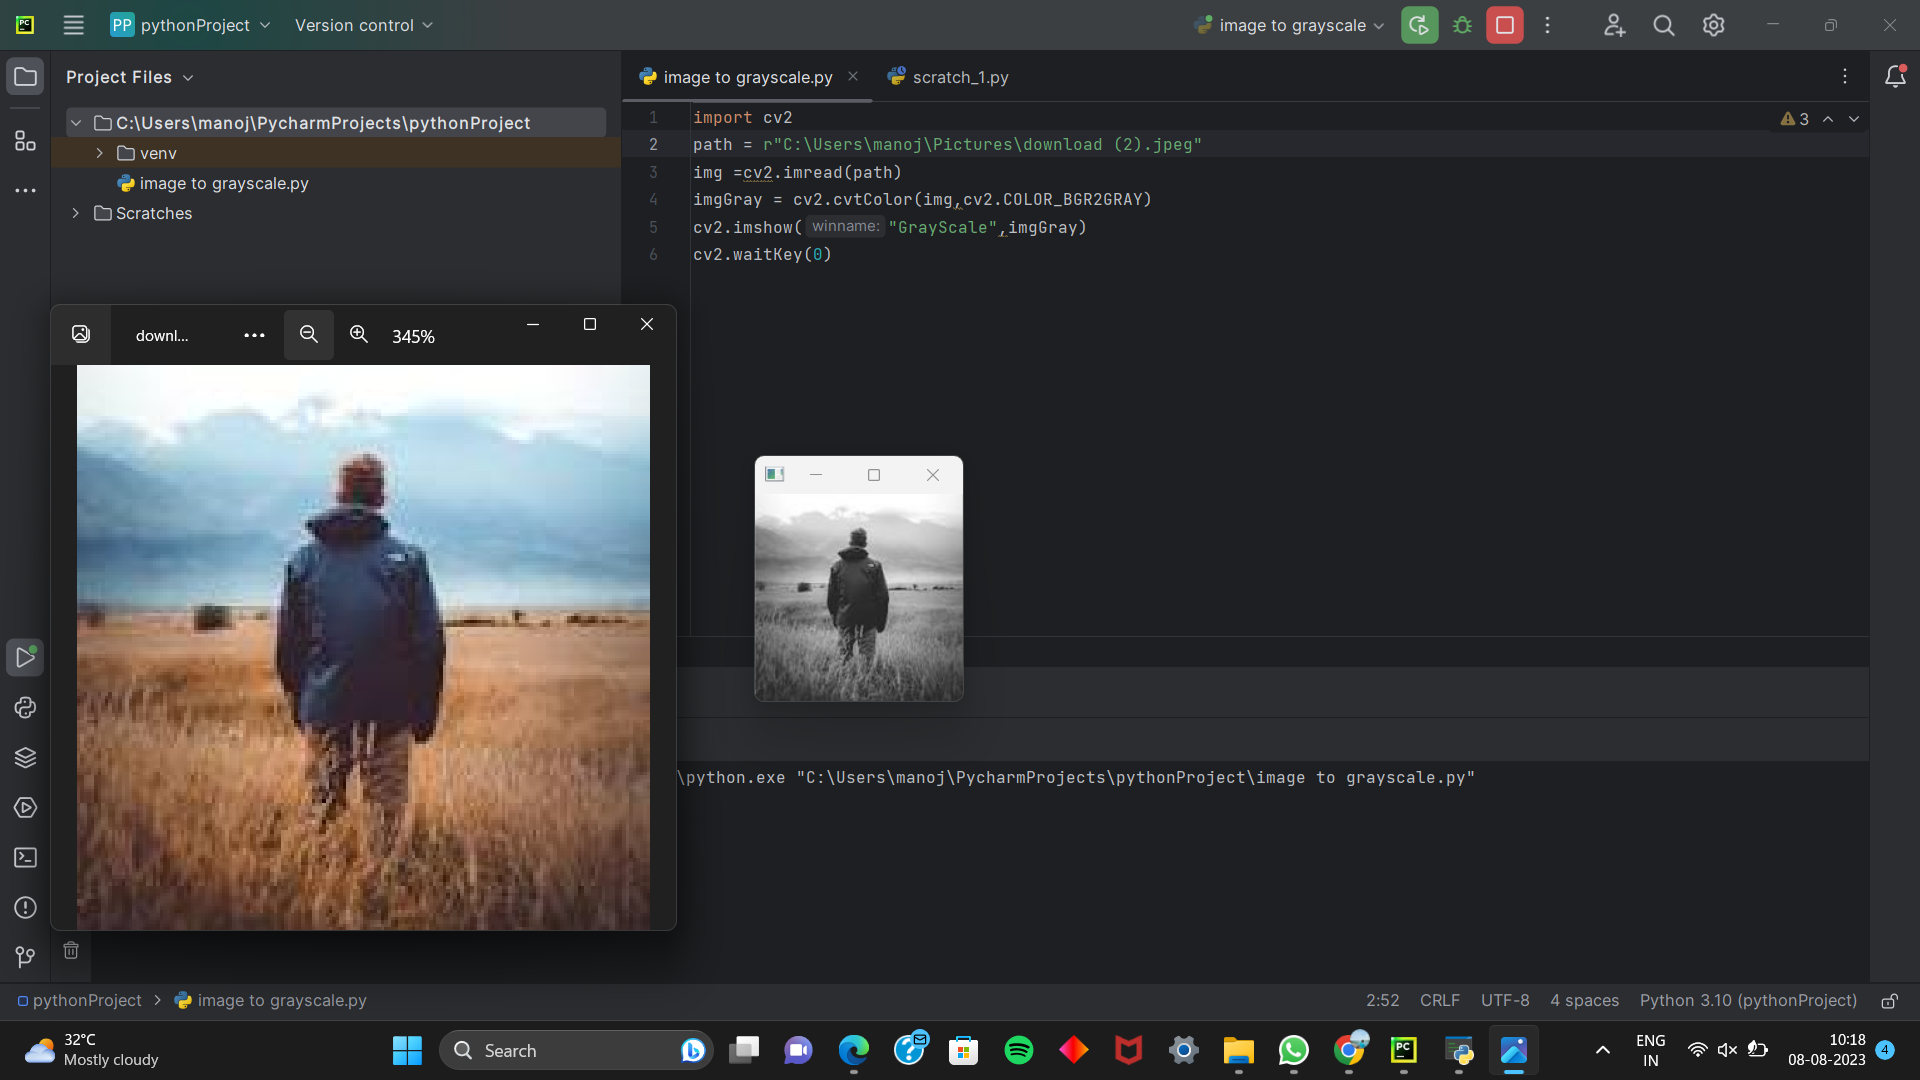 PC
PP pythonProject Version control image to grayscale
Project Files
C:\Users\manoj\PycharmProjects\pythonProject
venv
image to grayscale.py
Scratches
image to grayscale.py scratch_1.py
3
1 import cv2
2 path = r"C:\Users\manoj\Pictures\download (2).jpeg"
3 img =cv2.imread(path)
4 imgGray = cv2.cvtColor(img,cv2.COLOR_BGR2GRAY)
5 cv2.imshow( winname: "GrayScale",imgGray)
6 cv2.waitKey(0)
downl... 345%
\python.exe "C:\Users\manoj\PycharmProjects\pythonProject\image to grayscale.py"
pythonProject > image to grayscale.py 2:52 CRLF UTF-8 4 spaces Python 3.10 (pythonProject)
32°C
Mostly cloudy
Search
PC
ENG
IN
10:18
08-08-2023
4